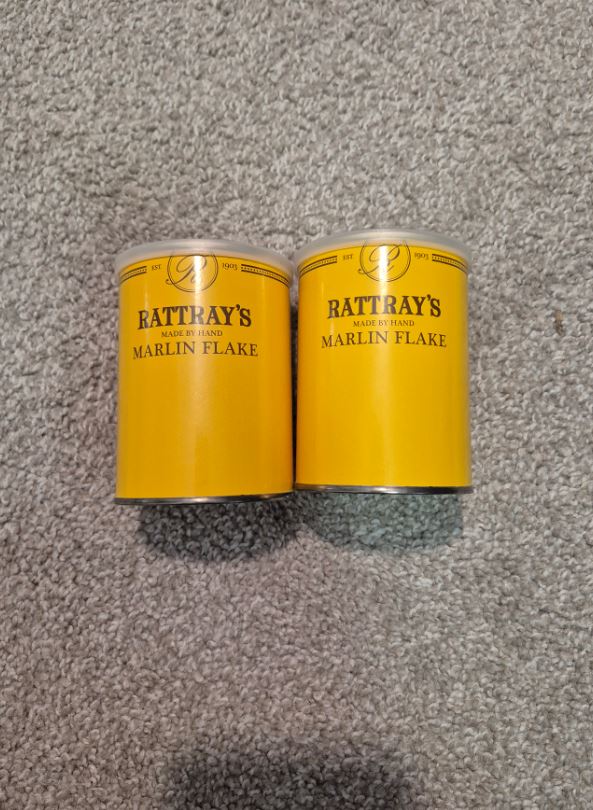 EST. R 1903
RATTRAY'S
MADE BY HAND
MARLIN FLAKE
EST. R 1903
RATTRAY'S
MADE BY HAND
MARLIN FLAKE